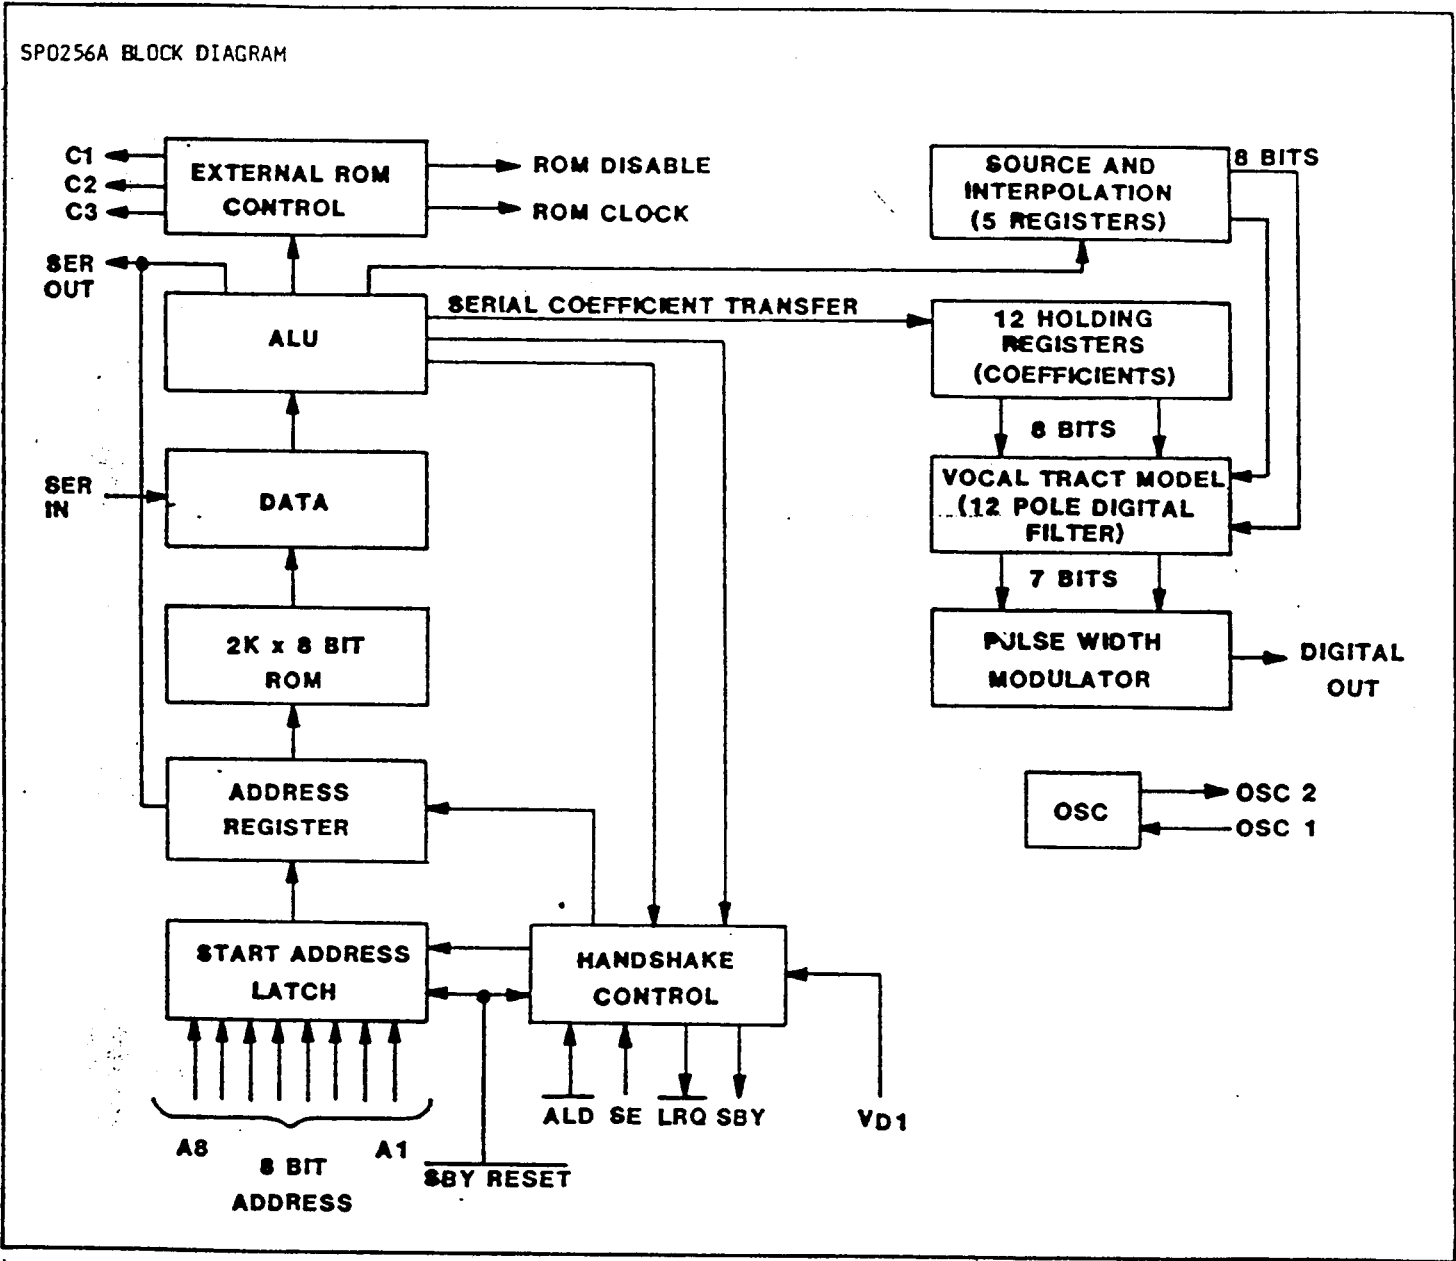 SP0256A BLOCK DIAGRAM
C1
C2
C3
EXTERNAL ROM
CONTROL
ROM DISABLE
ROM CLOCK
SER
OUT
ALU
SERIAL COEFFICIENT TRANSFER
SER
IN
DATA
2K x 8 BIT
ROM
ADDRESS
REGISTER
START ADDRESS
LATCH
A8
A1
8 BIT
ADDRESS
SBY RESET
HANDSHAKE
CONTROL
ALD
SE
LRQ
SBY
VD1
SOURCE AND
INTERPOLATION
(5 REGISTERS)
8 BITS
12 HOLDING
REGISTERS
(COEFFICIENTS)
8 BITS
VOCAL TRACT MODEL
(12 POLE DIGITAL
FILTER)
7 BITS
PULSE WIDTH
MODULATOR
DIGITAL
OUT
OSC
OSC 2
OSC 1